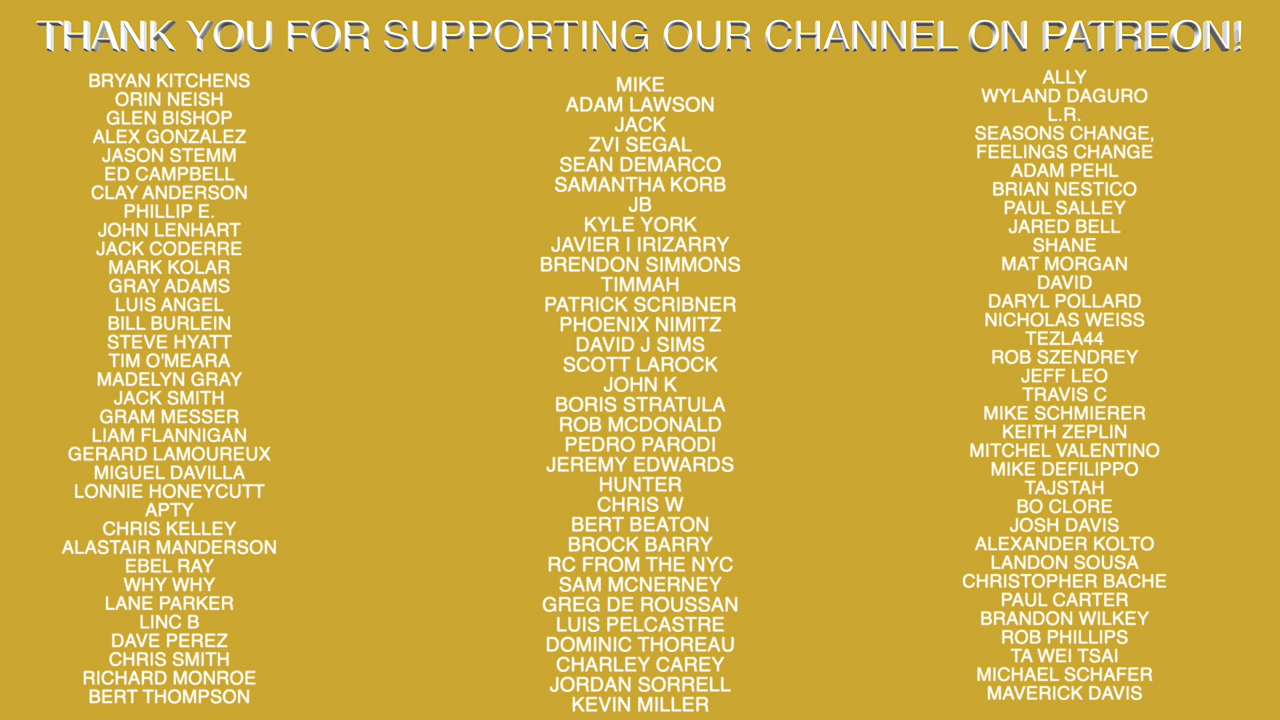 THANK YOU FOR SUPPORTING OUR CHANNEL ON PATREON!
BRYAN KITCHENS
ORIN NEISH
GLEN BISHOP
ALEX GONZALEZ
JASON STEMM
ED CAMPBELL
CLAY ANDERSON
PHILLIP E.
JOHN LENHART
JACK CODERRE
MARK KOLAR
GRAY ADAMS
LUIS ANGEL
BILL BURLEIN
STEVE HYATT
TIM O'MEARA
MADELYN GRAY
JACK SMITH
GRAM MESSER
LIAM FLANNIGAN
GERARD LAMOUREUX
MIGUEL DAVILLA
LONNIE HONEYCUTT
APTY
CHRIS KELLEY
ALASTAIR MANDERSON
EBEL RAY
WHY WHY
LANE PARKER
LINC B
DAVE PEREZ
CHRIS SMITH
RICHARD MONROE
BERT THOMPSON
MIKE
ADAM LAWSON
JACK
ZVI SEGAL
SEAN DEMARCO
SAMANTHA KORB
JB
KYLE YORK
JAVIER I IRIZARRY
BRENDON SIMMONS
TIMMAH
PATRICK SCRIBNER
PHOENIX NIMITZ
DAVID J SIMS
SCOTT LAROCK
JOHN K
BORIS STRATULA
ROB MCDONALD
PEDRO PARODI
JEREMY EDWARDS
HUNTER
CHRIS W
BERT BEATON
BROCK BARRY
RC FROM THE NYC
SAM MCNERNEY
GREG DE ROUSSAN
LUIS PELCASTRE
DOMINIC THOREAU
CHARLEY CAREY
JORDAN SORRELL
KEVIN MILLER
ALLY
WYLAND DAGURO
L.R.
SEASONS CHANGE,
FEELINGS CHANGE
ADAM PEHL
BRIAN NESTICO
PAUL SALLEY
JARED BELL
SHANE
MAT MORGAN
DAVID
DARYL POLLARD
NICHOLAS WEISS
TEZLA44
ROB SZENDREY
JEFF LEO
TRAVIS C
MIKE SCHMIERER
KEITH ZEPLIN
MITCHEL VALENTINO
MIKE DEFILIPPO
TAJSTAH
BO CLORE
JOSH DAVIS
ALEXANDER KOLTO
LANDON SOUSA
CHRISTOPHER BACHE
PAUL CARTER
BRANDON WILKEY
ROB PHILLIPS
TA WEI TSAI
MICHAEL SCHAFER
MAVERICK DAVIS